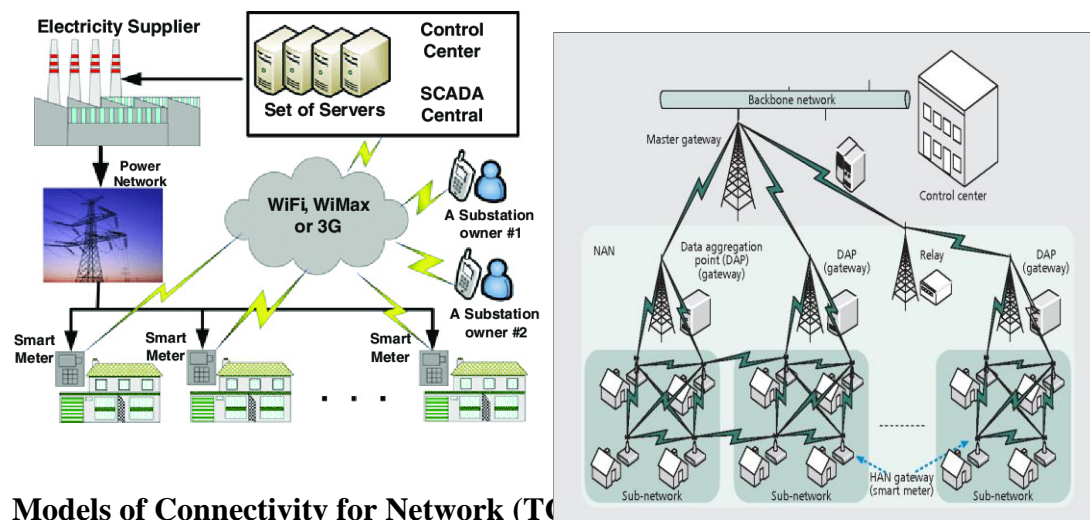 Electricity Supplier
Control
Center
SCADA
Central
Set of Servers
Power
Network
WiFi, WiMax
or 3G
A Substation
owner #1
A Substation
owner #2
Smart
Meter
Smart
Meter
Smart
Meter
. . .
Models of Connectivity for Network (TC
Backbone network
Master gateway
Control center
NAN
Data aggregation
point (DAP)
(gateway)
DAP
(gateway)
Relay
DAP
(gateway)
HAN gateway
(smart meter)
Sub-network
Sub-network
Sub-network